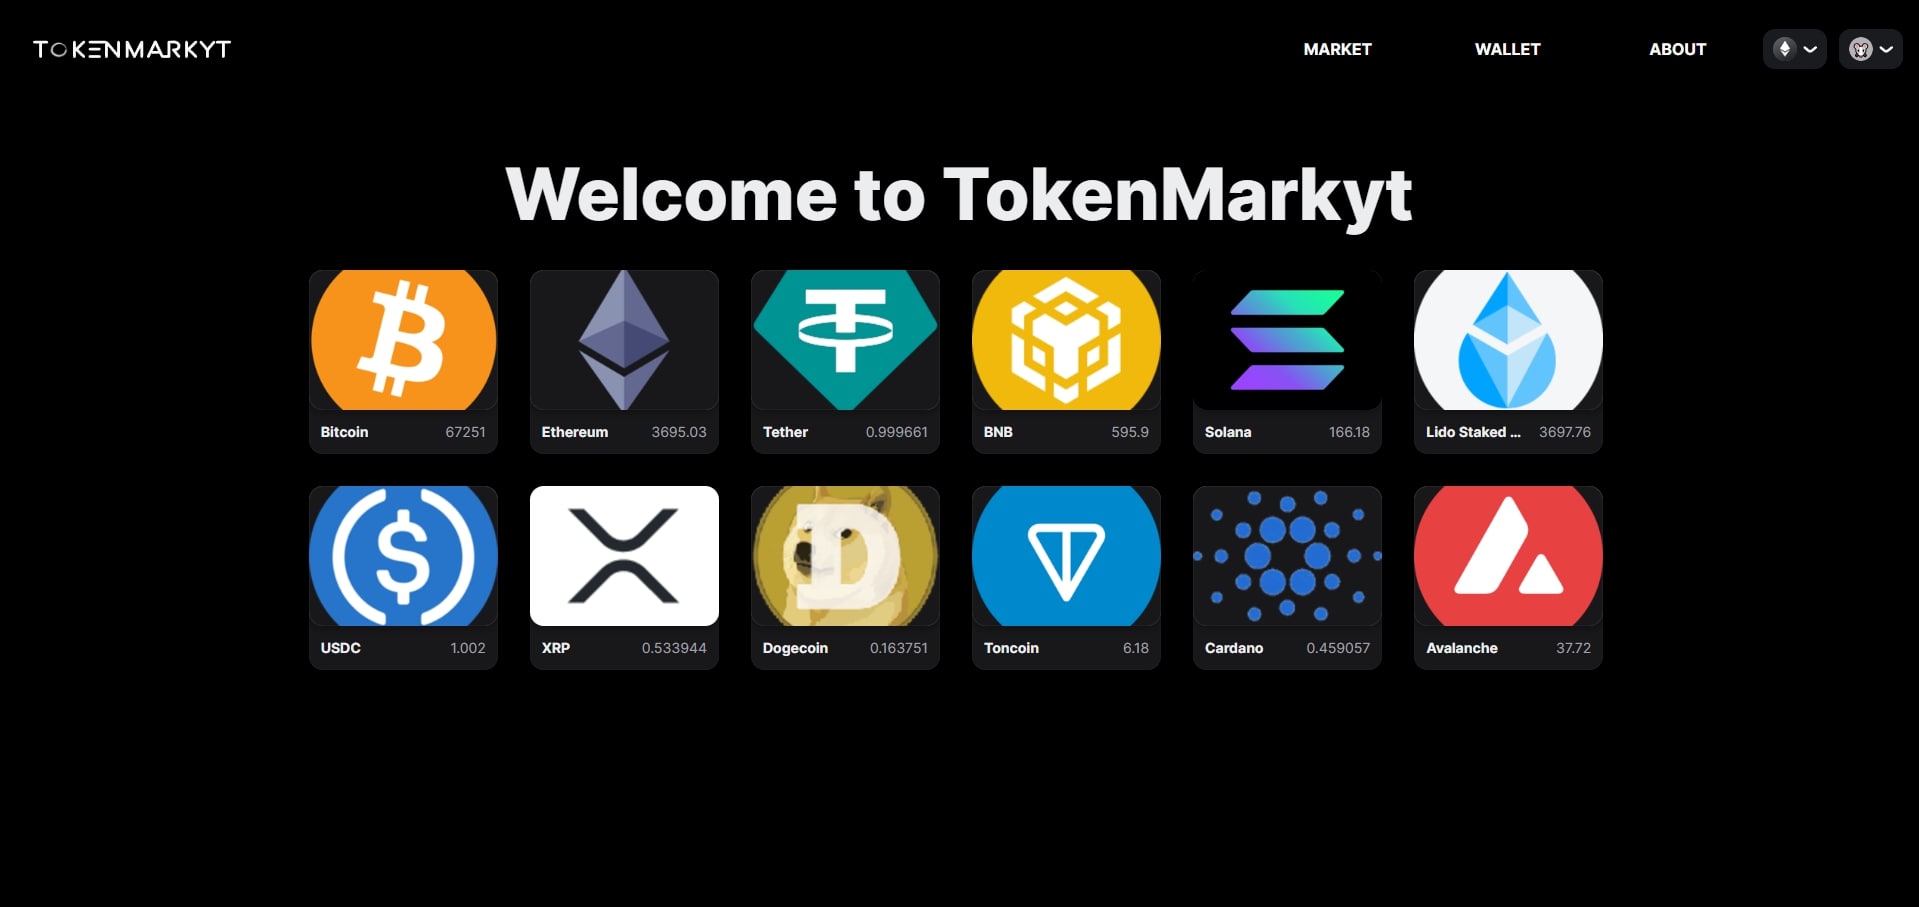 TOKENMARKYT MARKET WALLET ABOUT
Welcome to TokenMarkyt
Bitcoin 67251 Ethereum 3695.03 Tether 0.999661 BNB 595.9 Solana 166.18 Lido Staked ... 3697.76
USDC 1.002 XRP 0.533944 Dogecoin 0.163751 Toncoin 6.18 Cardano 0.459057 Avalanche 37.72